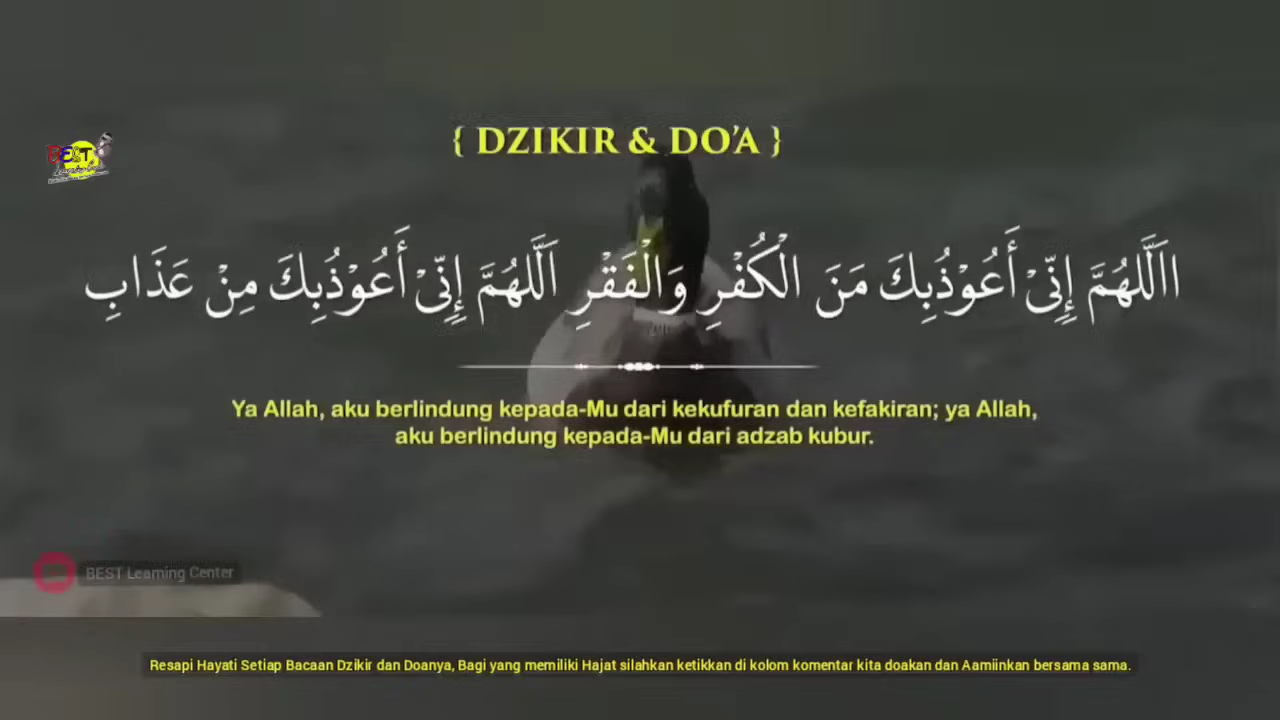 { DZIKIR & DO'A }
BEST
االَلَّهُمَّ إِنِّيْ أَعُوْذُبِكَ مَنَ الْكُفْرِ وَالْفَقْرِ اَللَّهُمَّ إِنِّيْ أَعُوْذُبِكَ مِنْ عَذَابِ
Ya Allah, aku berlindung kepada-Mu dari kekufuran dan kefakiran; ya Allah,
aku berlindung kepada-Mu dari adzab kubur.
BEST Learning Center
Resapi Hayati Setiap Bacaan Dzikir dan Doanya, Bagi yang memiliki Hajat silahkan ketikkan di kolom komentar kita doakan dan Aamiinkan bersama sama.